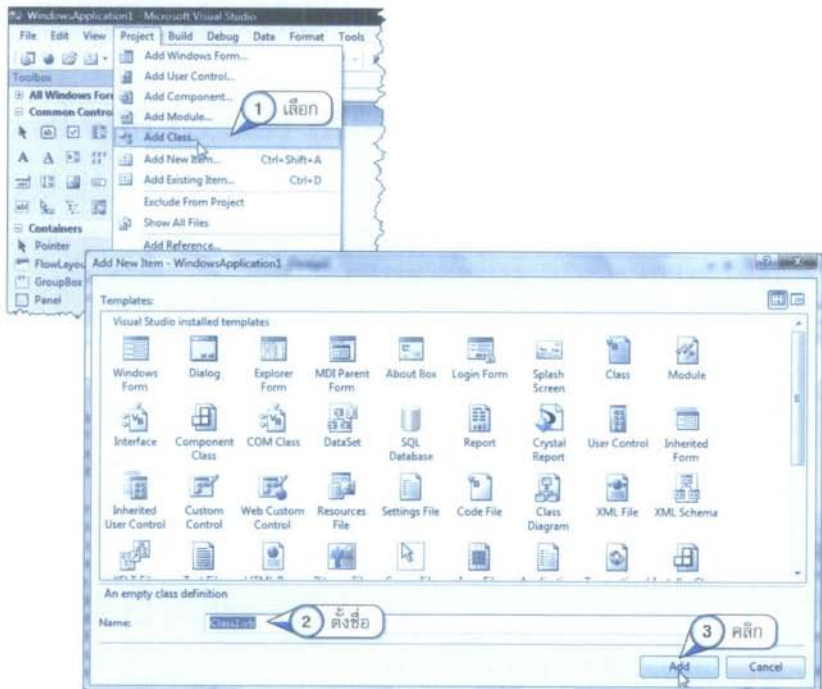 WindowsApplication1 - Microsoft Visual Studio
File Edit View Project Build Debug Data Format Tools
Toolbox
All Windows For
Common Contro
Pointer
FlowLayou
GroupBox
Containers
Panel
Add Windows Form...
Add User Control...
Add Component...
Add Module...
Add Class...
Add New Item... Ctrl+Shift+A
Add Existing Item... Ctrl+D
Exclude From Project
Show All Files
Add Reference...
1 เลือก
Add New Item - WindowsApplication1
Templates:
Visual Studio installed templates
Windows Form
Dialog
Explorer Form
MDI Parent Form
About Box
Login Form
Splash Screen
Class
Module
Interface
Component Class
COM Class
DataSet
SQL Database
Report
Crystal Report
User Control
Inherited Form
Inherited User Control
Custom Control
Web Custom Control
Resources File
Settings File
Code File
Class Diagram
XML File
XML Schema
An empty class definition
Name: Class1.vb
2 ตั้งชื่อ
3 คลิก
Add Cancel